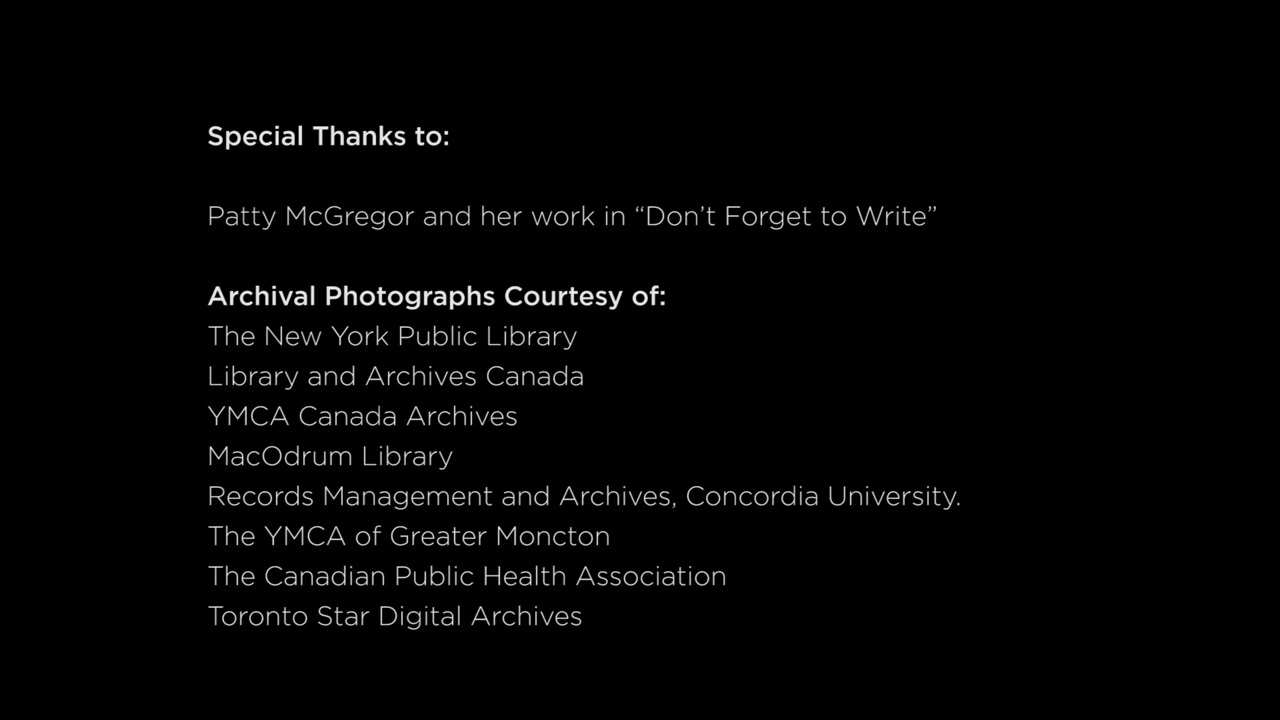 Special Thanks to:
Patty McGregor and her work in “Don’t Forget to Write”
Archival Photographs Courtesy of:
The New York Public Library
Library and Archives Canada
YMCA Canada Archives
MacOdrum Library
Records Management and Archives, Concordia University.
The YMCA of Greater Moncton
The Canadian Public Health Association
Toronto Star Digital Archives